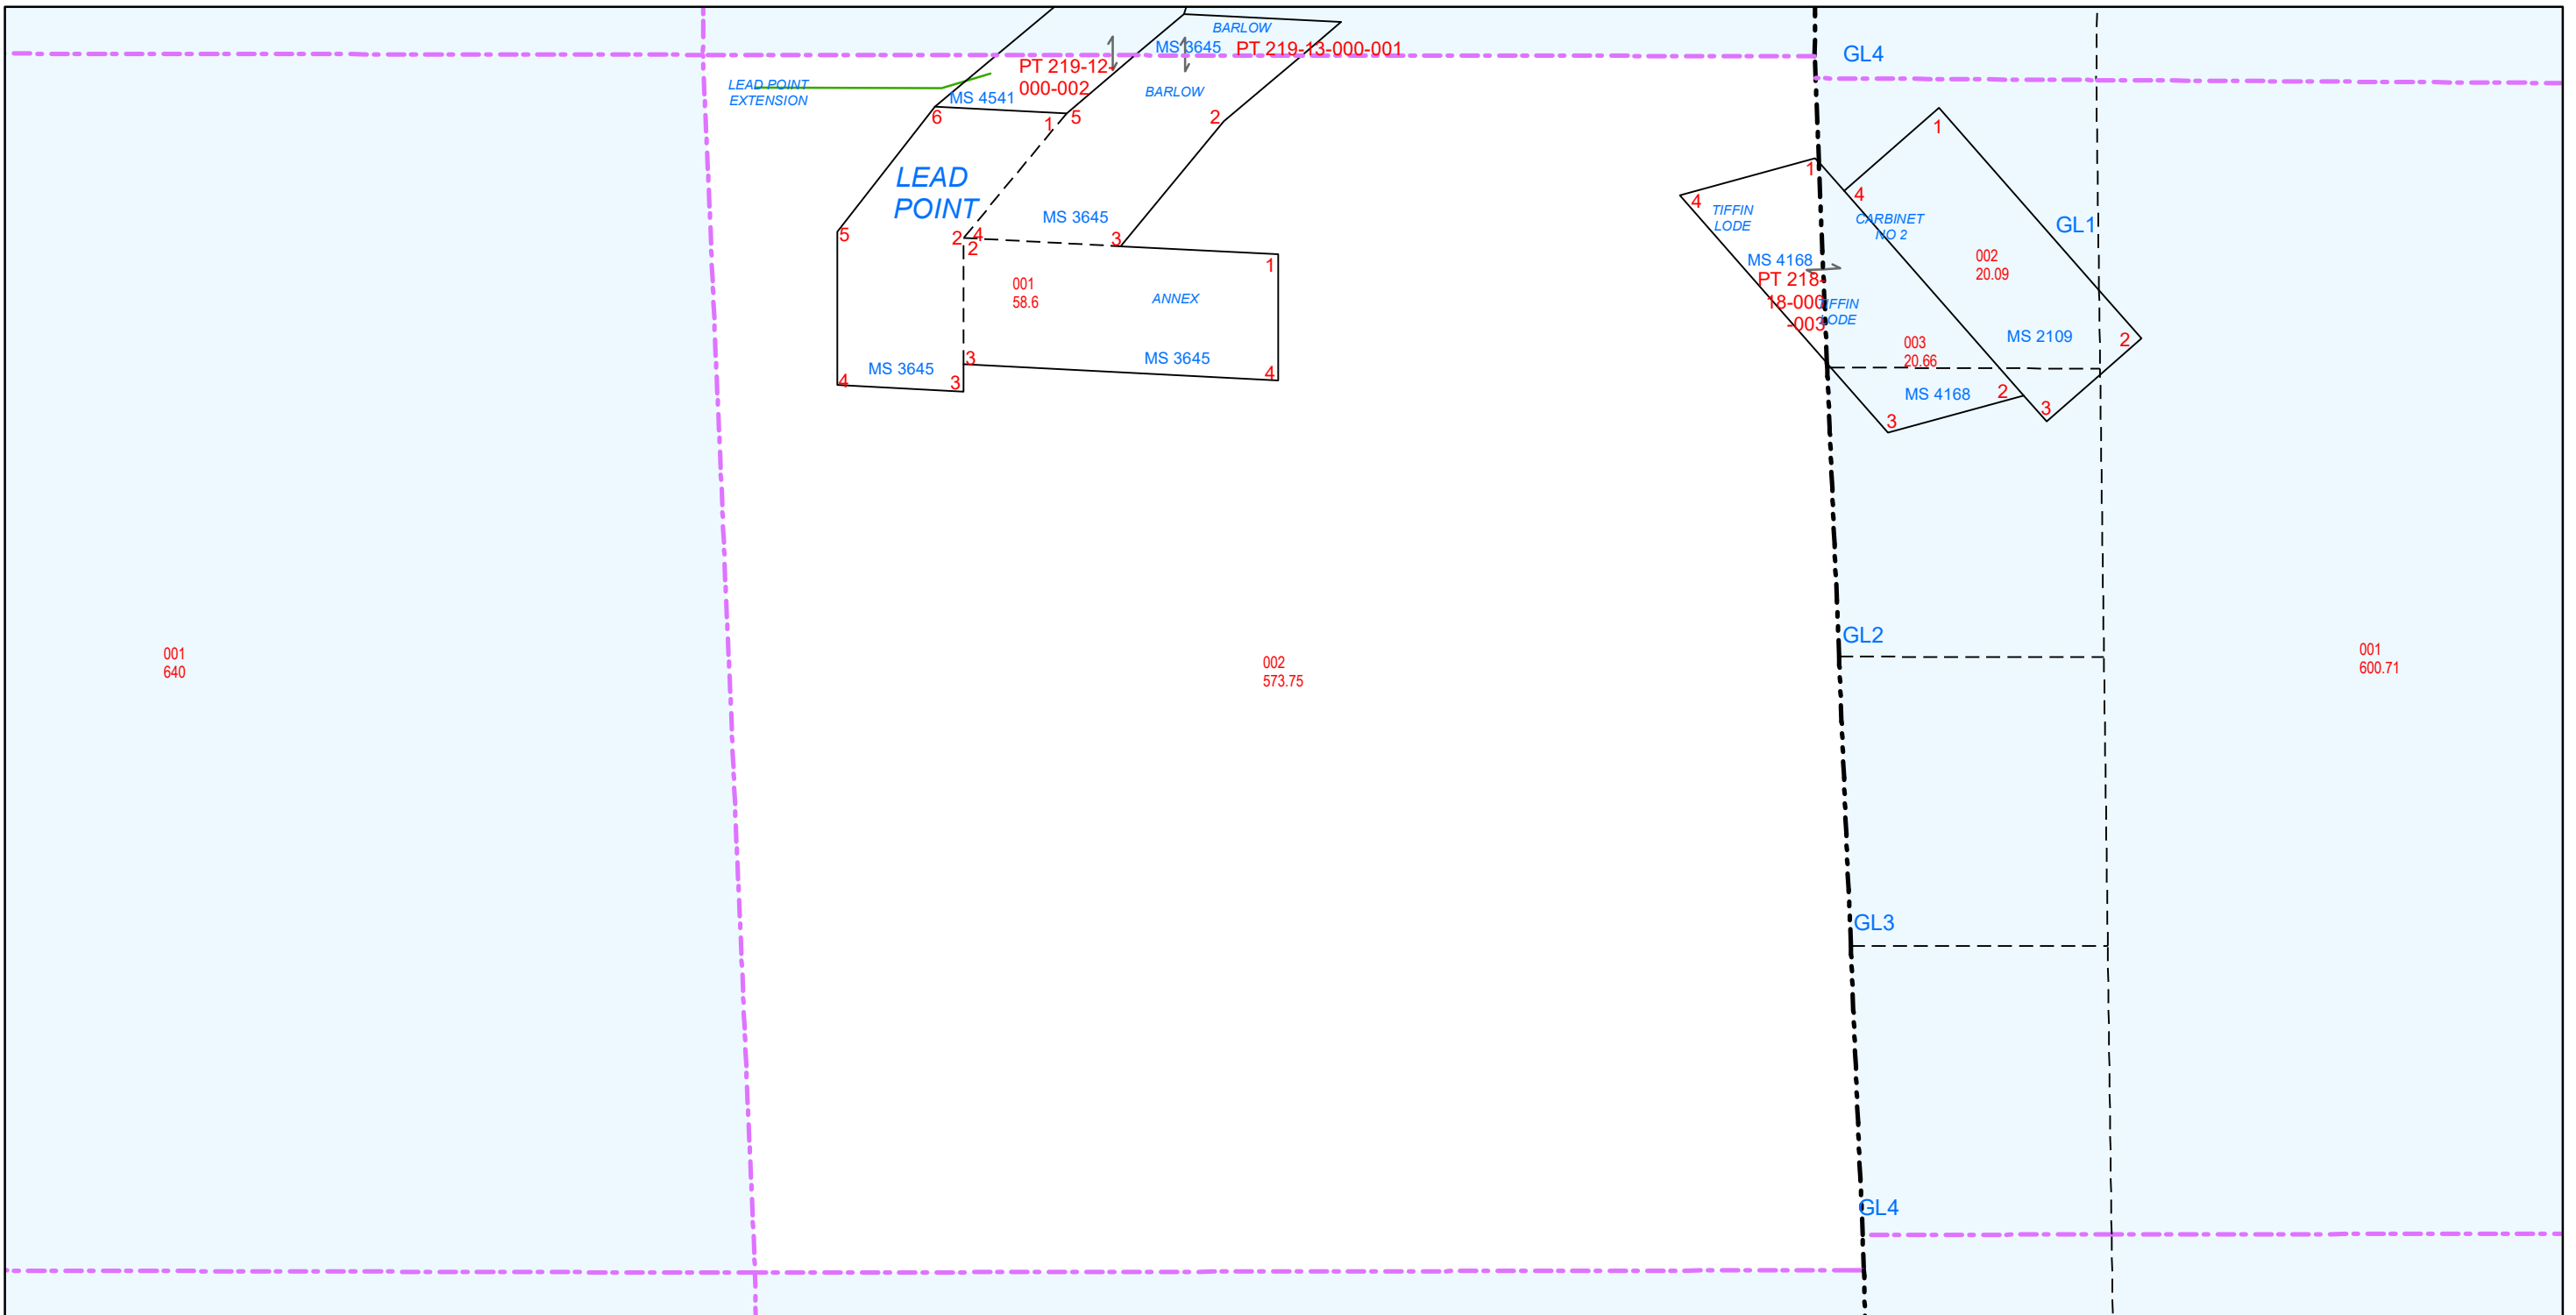 BARLOW
MS 3645
PT 219-13-000-001
GL4
PT 219-12-
000-002
LEAD POINT
EXTENSION
MS 4541
BARLOW
6
1
5
2
1
LEAD
POINT
1
4
4
TIFFIN
LODE
CARBINET
NO 2
GL1
MS 3645
5
2
4
2
3
1
002
20.09
MS 4168
PT 218-
18-000
-003
TIFFIN
LODE
001
58.6
ANNEX
MS 2109
2
003
20.66
MS 3645
3
MS 3645
4
3
4
MS 4168
2
3
3
GL2
001
640
002
573.75
001
600.71
GL3
GL4